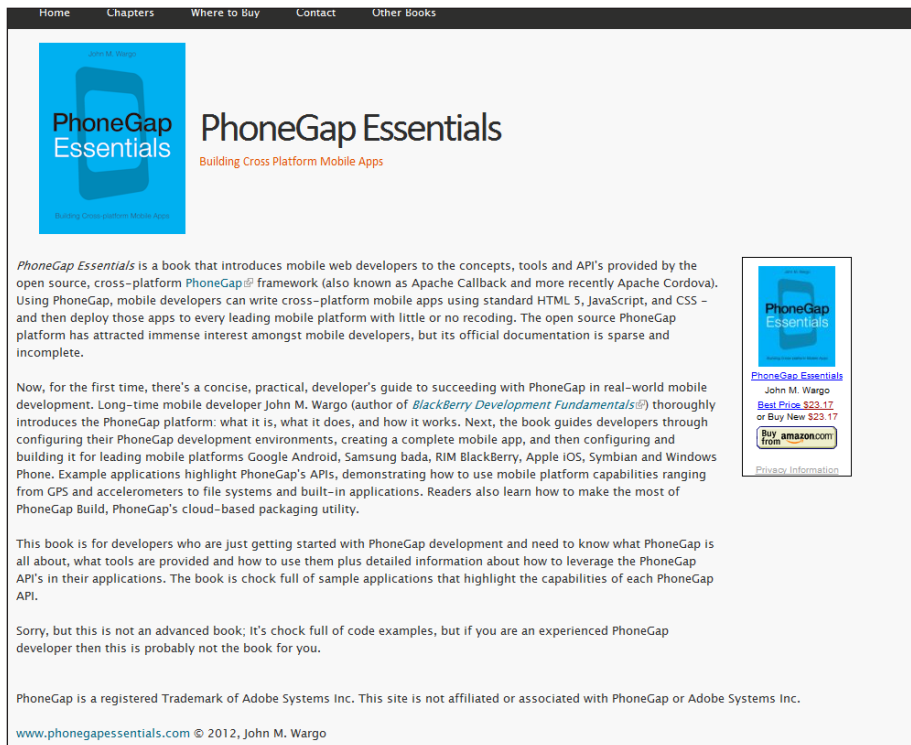 Home Chapters Where to Buy Contact Other Books
John M. Wargo
PhoneGap
Essentials
Building Cross-platform Mobile Apps
PhoneGap Essentials
Building Cross Platform Mobile Apps
PhoneGap Essentials is a book that introduces mobile web developers to the concepts, tools and API's provided by the
open source, cross-platform PhoneGap framework (also known as Apache Callback and more recently Apache Cordova).
Using PhoneGap, mobile developers can write cross-platform mobile apps using standard HTML 5, JavaScript, and CSS –
and then deploy those apps to every leading mobile platform with little or no recoding. The open source PhoneGap
platform has attracted immense interest amongst mobile developers, but its official documentation is sparse and
incomplete.
Now, for the first time, there's a concise, practical, developer's guide to succeeding with PhoneGap in real-world mobile
development. Long-time mobile developer John M. Wargo (author of BlackBerry Development Fundamentals) thoroughly
introduces the PhoneGap platform: what it is, what it does, and how it works. Next, the book guides developers through
configuring their PhoneGap development environments, creating a complete mobile app, and then configuring and
building it for leading mobile platforms Google Android, Samsung bada, RIM BlackBerry, Apple iOS, Symbian and Windows
Phone. Example applications highlight PhoneGap's APIs, demonstrating how to use mobile platform capabilities ranging
from GPS and accelerometers to file systems and built-in applications. Readers also learn how to make the most of
PhoneGap Build, PhoneGap's cloud-based packaging utility.
This book is for developers who are just getting started with PhoneGap development and need to know what PhoneGap is
all about, what tools are provided and how to use them plus detailed information about how to leverage the PhoneGap
API's in their applications. The book is chock full of sample applications that highlight the capabilities of each PhoneGap
API.
Sorry, but this is not an advanced book; It's chock full of code examples, but if you are an experienced PhoneGap
developer then this is probably not the book for you.
John M. Wargo
PhoneGap
Essentials
Building Cross-platform Mobile Apps
PhoneGap Essentials
John M. Wargo
Best Price $23.17
or Buy New $23.17
Buy from amazon.com
Privacy Information
PhoneGap is a registered Trademark of Adobe Systems Inc. This site is not affiliated or associated with PhoneGap or Adobe Systems Inc.
www.phonegapessentials.com © 2012, John M. Wargo